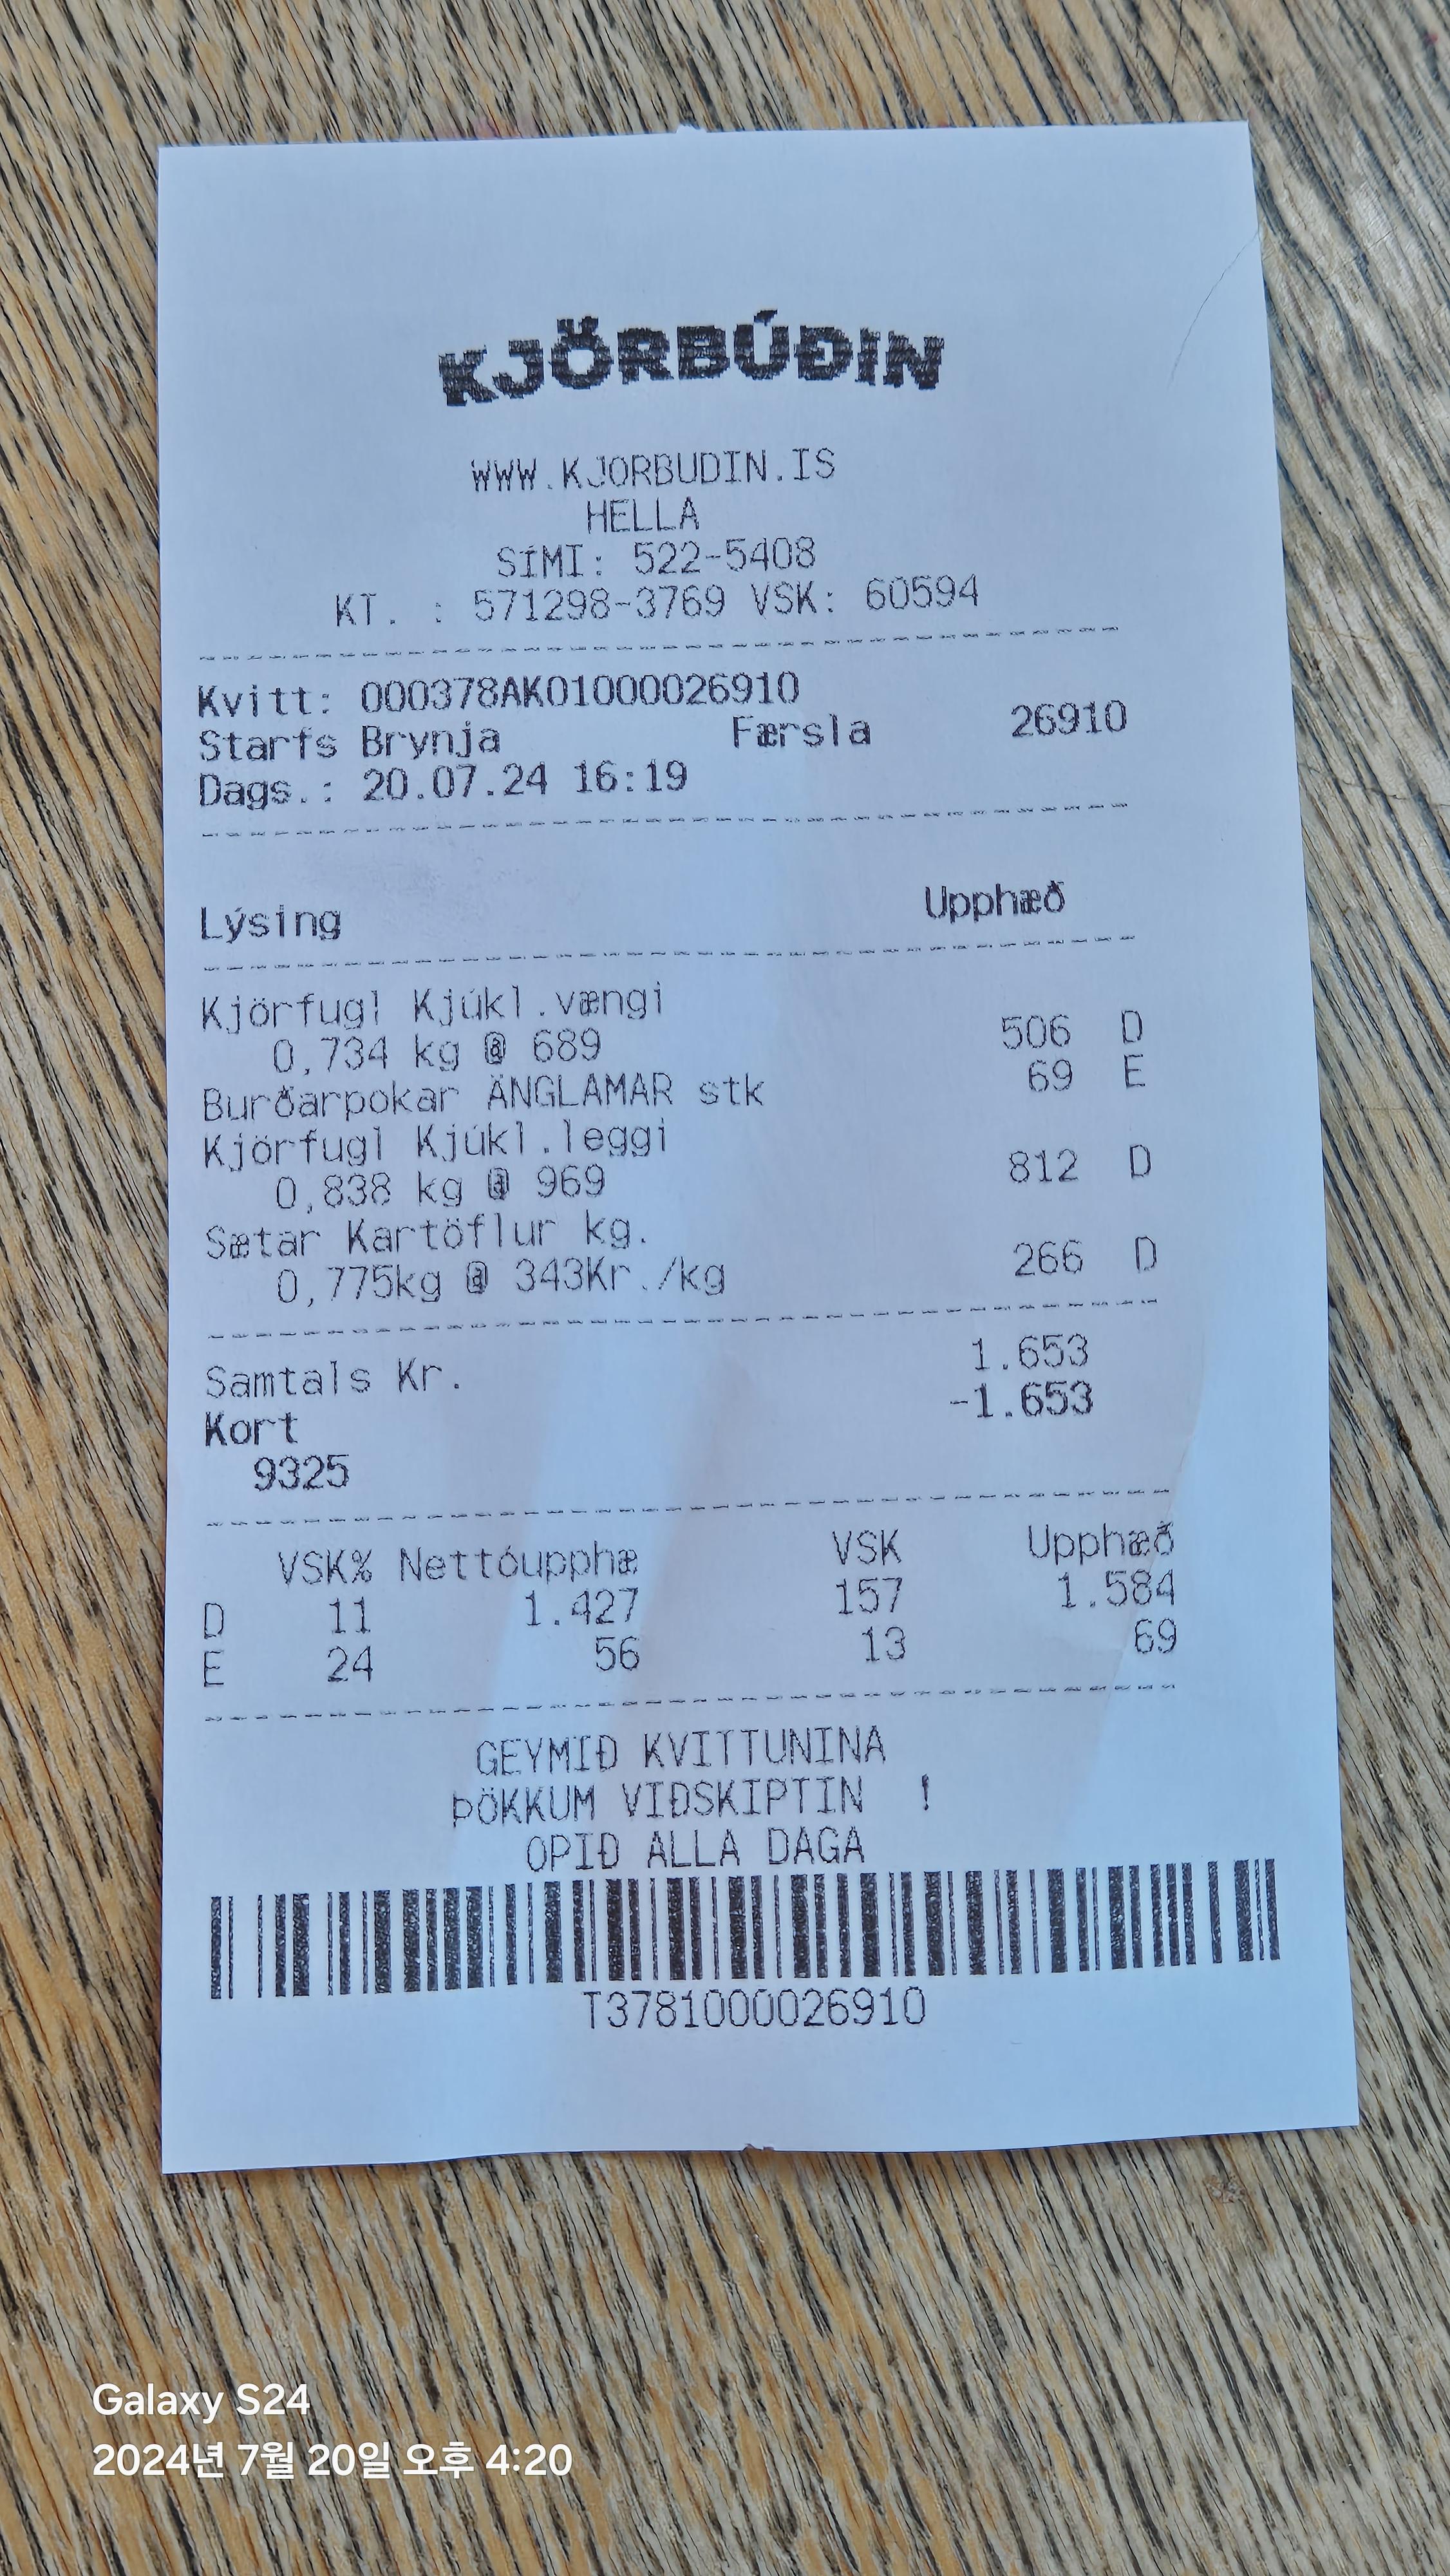 KJÖRBÚÐIN
WWW.KJORBUDIN.IS
HELLA
SÍMI: 522-5408
KT. : 571298-3769 VSK: 60594
Kvitt: 000378AK01000026910
Starfs Brynja Færsla 26910
Dags.: 20.07.24 16:19
Lýsing Upphæð
Kjörfugl Kjúkl.vængi
0,734 kg @ 689 506 D
Burðarpokar ÄNGLAMAR stk 69 E
Kjörfugl Kjúkl.leggi
0,838 kg @ 969 812 D
Sætar Kartöflur kg.
0,775kg @ 343Kr./kg 266 D
Samtals Kr. 1.653
Kort -1.653
9325
VSK% Nettóupphæ VSK Upphæð
D 11 1.427 157 1.584
E 24 56 13 69
GEYMIÐ KVITTUNINA
ÞÖKKUM VIÐSKIPTIN !
OPIÐ ALLA DAGA
T3781000026910
Galaxy S24
2024년 7월 20일 오후 4:20